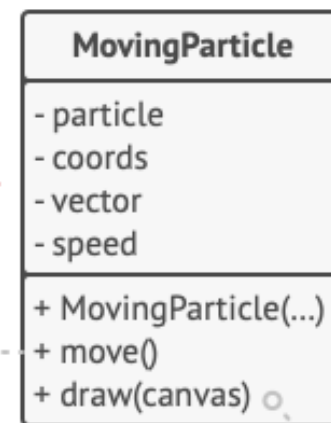 MovingParticle
- particle
- coords
- vector
- speed
+ MovingParticle(...)
+ move()
+ draw(canvas)